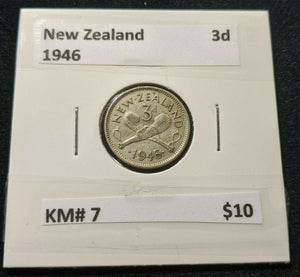 New Zealand 3d
1946
NEW·ZEALAND
3
·1946·
KM# 7 $10